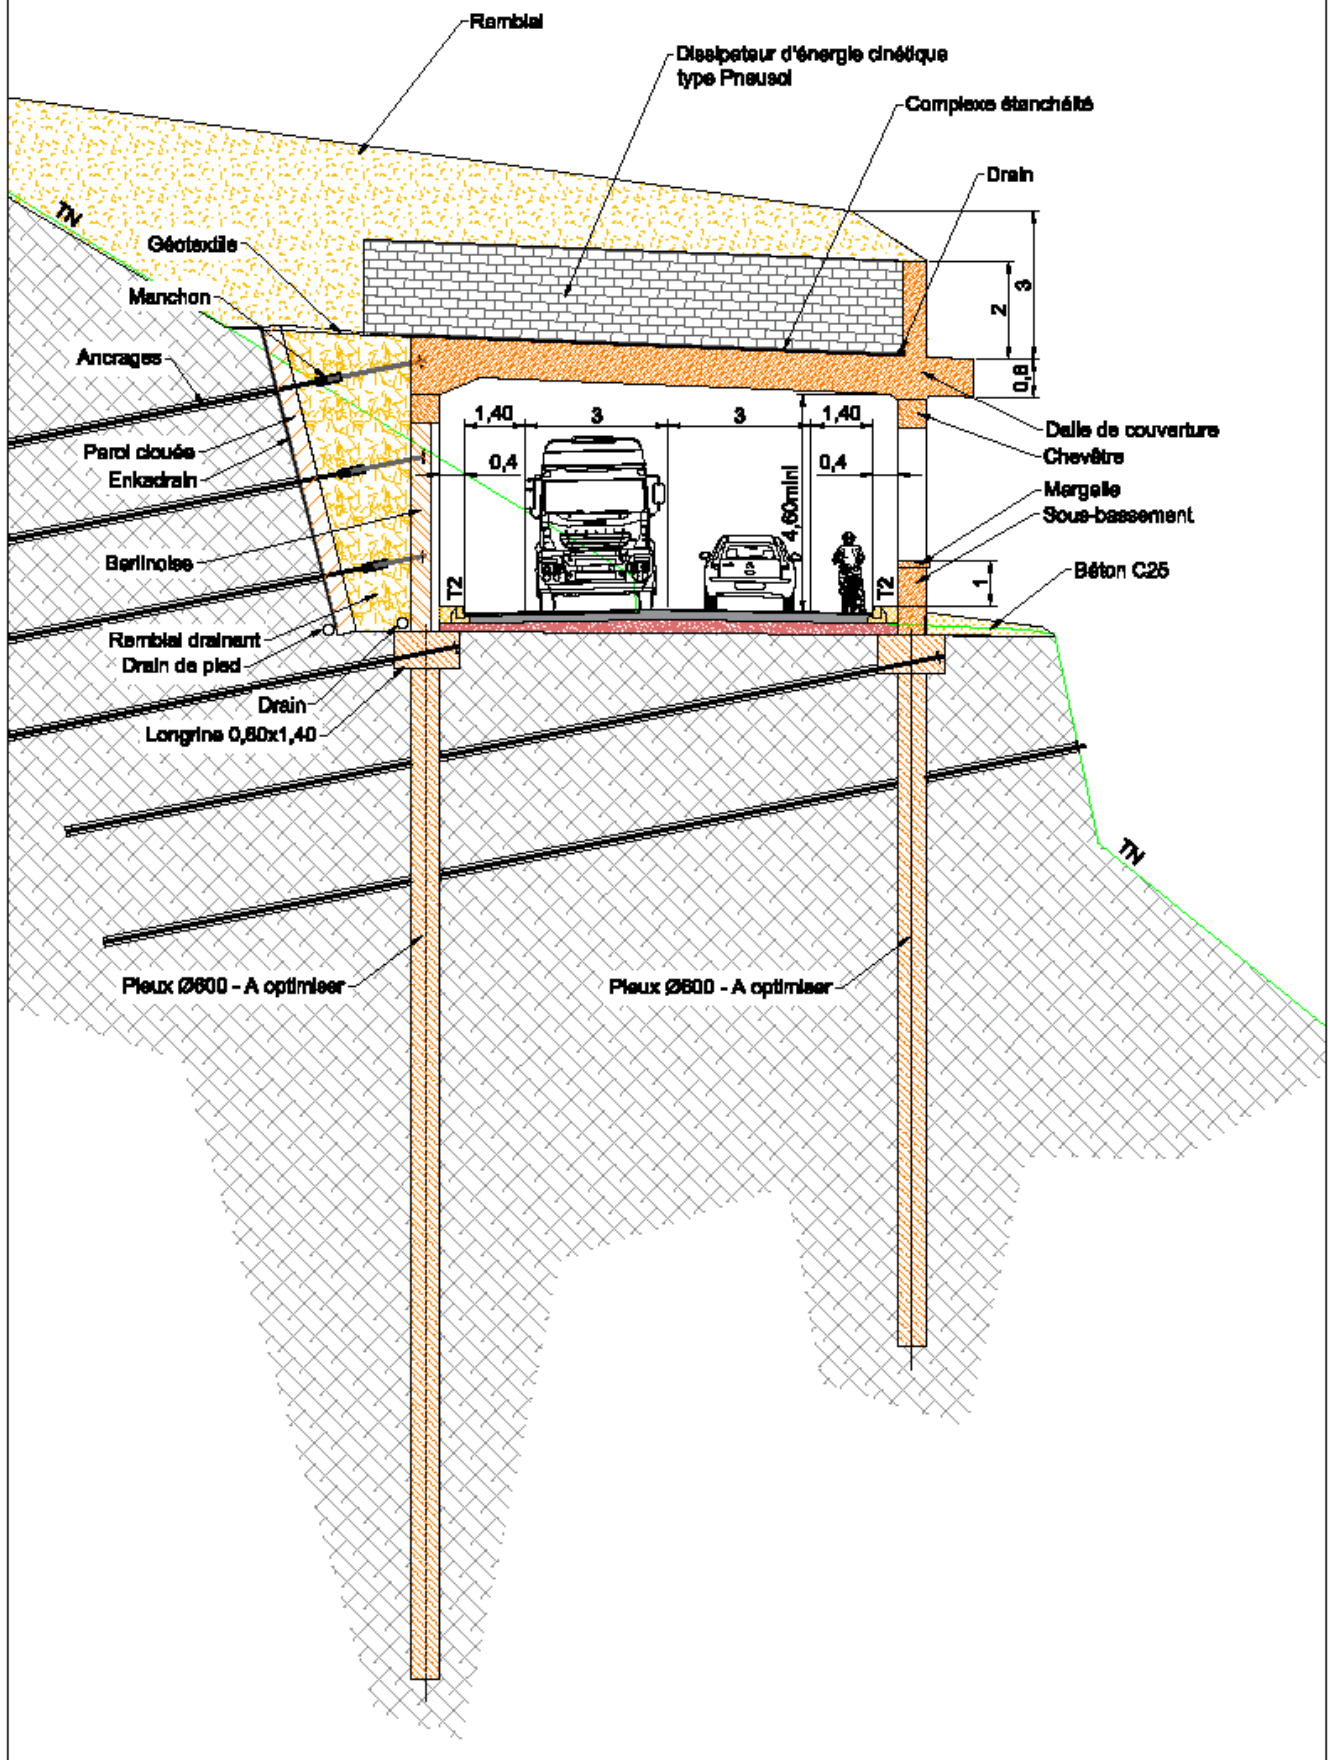 Remblai
Dissipateur d'énergie cinétique
type Pneusol
Complexe étanchéité
Drain
TN
Géotextile
Manchon
Ancrages
3
2
0,8
1,40
3
3
1,40
Dalle de couverture
Paroi clouée
Chevêtre
0,4
0,4
Enkadrain
Margelle
4,60mini
Sous-bassement
Berlinoise
Béton C25
1
T2
T2
Remblai drainant
Drain de pied
Drain
Longrine 0,80x1,40
TN
Pieux Ø600 - A optimiser
Pieux Ø600 - A optimiser